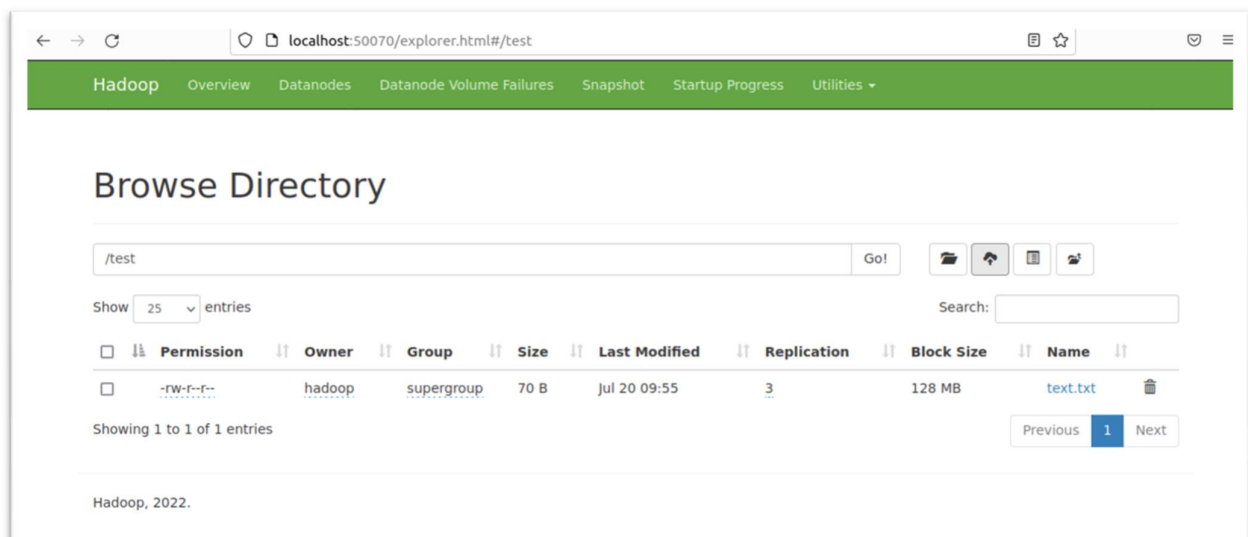 localhost:50070/explorer.html#/test
Hadoop Overview Datanodes Datanode Volume Failures Snapshot Startup Progress Utilities
Browse Directory
/test Go!
Show 25 entries Search:
Permission Owner Group Size Last Modified Replication Block Size Name
-rw-r--r-- hadoop supergroup 70 B Jul 20 09:55 3 128 MB text.txt
Showing 1 to 1 of 1 entries Previous 1 Next
Hadoop, 2022.